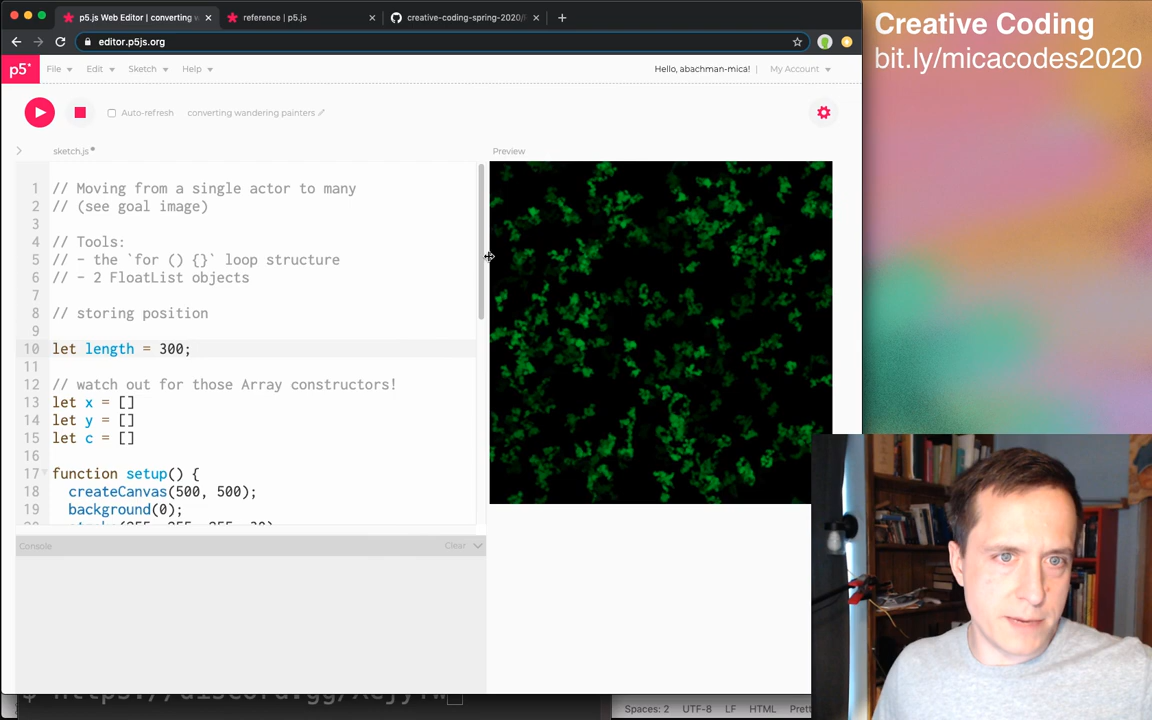 p5.js Web Editor | converting w
reference | p5.js
creative-coding-spring-2020/
Creative Coding
bit.ly/micacodes2020
editor.p5js.org
p5*
File
Edit
Sketch
Help
Hello, abachman-mica!
My Account
Auto-refresh
converting wandering painters
sketch.js
Preview
1 // Moving from a single actor to many
2 // (see goal image)
3
4 // Tools:
5 // - the `for () {}` loop structure
6 // - 2 FloatList objects
7
8 // storing position
9
10 let length = 300;
11
12 // watch out for those Array constructors!
13 let x = []
14 let y = []
15 let c = []
16
17 function setup() {
18 createCanvas(500, 500);
19 background(0);
Console
Clear
Spaces: 2
UTF-8
LF
HTML
Prett